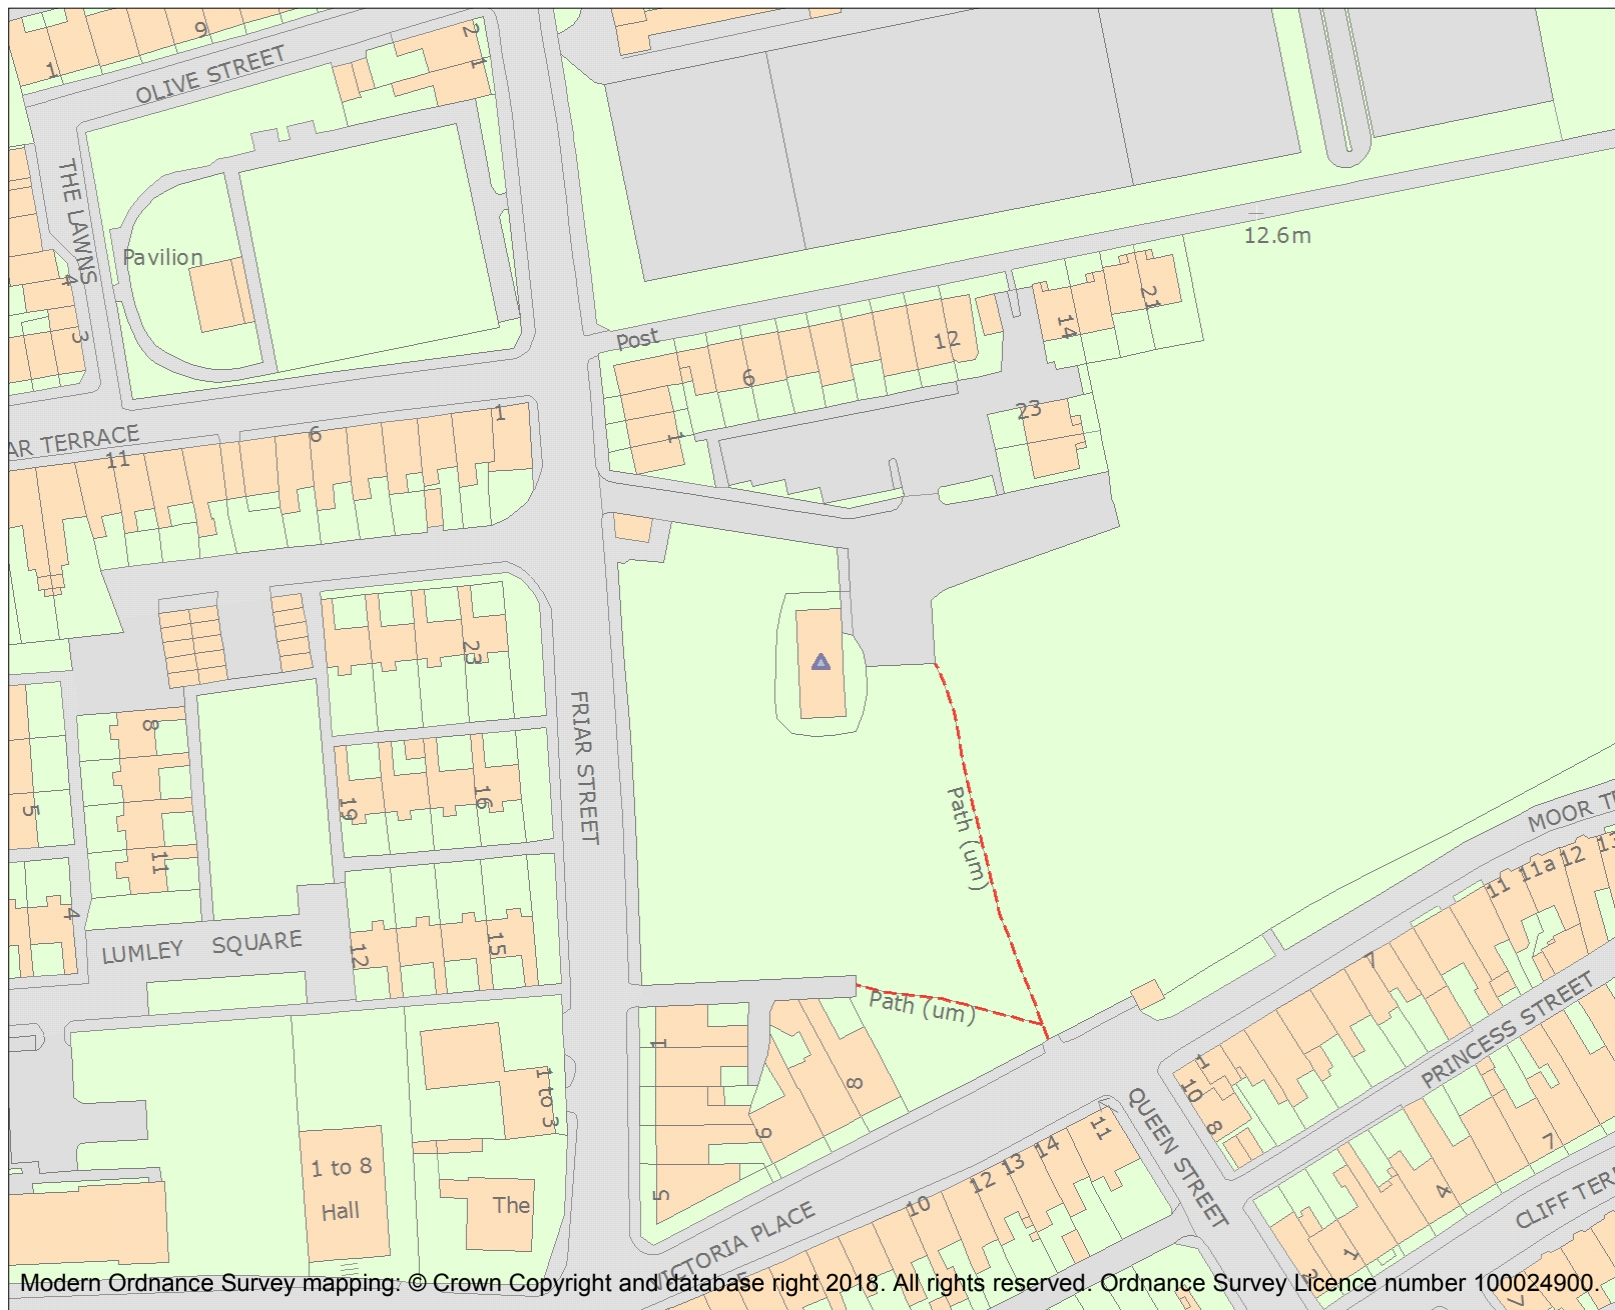 9
1
OLIVE STREET
2
1
THE LAWNS
Pavilion
4
3
12.6m
Post
21
14
12
6
1
23
1
6
11
AR TERRACE
23
8
FRIAR STREET
19
16
5
11
Path (um)
MOOR TE
4
LUMLEY SQUARE
12
15
Path (um)
11
11a
12
13
7
PRINCESS STREET
1
10
8
1
8
6
5
1 to 3
QUEEN STREET
11
14
13
12
10
1 to 8
Hall
The
VICTORIA PLACE
7
4
1
CLIFF TERR
Modern Ordnance Survey mapping: © Crown Copyright and database right 2018. All rights reserved. Ordnance Survey Licence number 100024900.